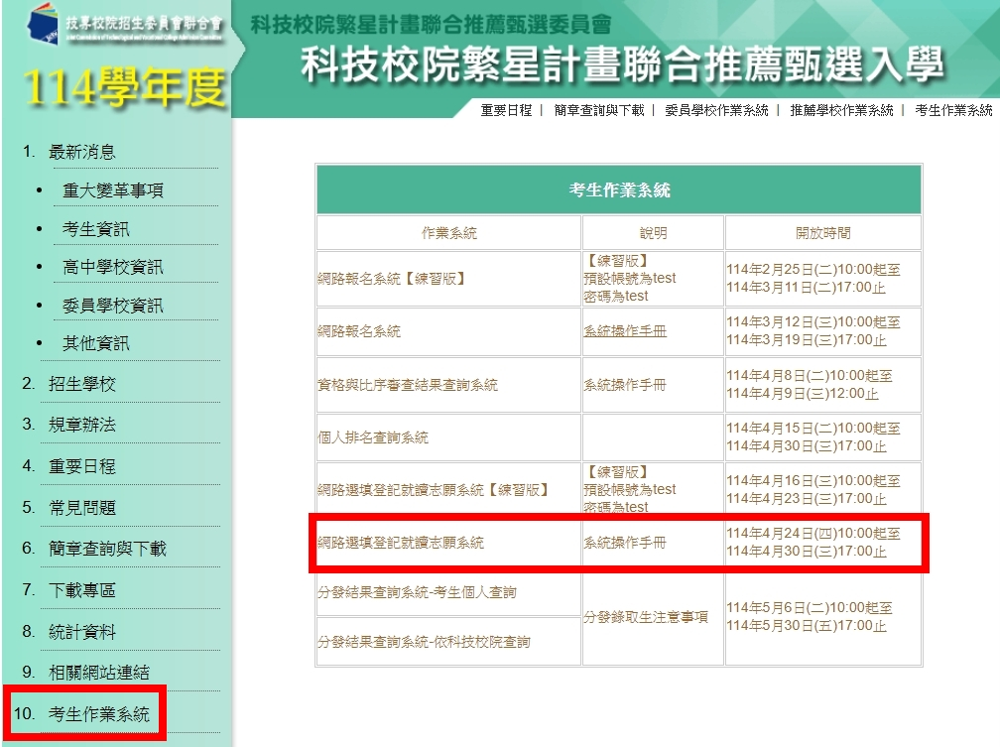 技專校院招生委員會聯合會
114學年度
科技校院繁星計畫聯合推薦甄選委員會
科技校院繁星計畫聯合推薦甄選入學
重要日程 | 簡章查詢與下載 | 委員學校作業系統 | 推薦學校作業系統 | 考生作業系統
1. 最新消息
• 重大變革事項
• 考生資訊
• 高中學校資訊
• 委員學校資訊
• 其他資訊
2. 招生學校
3. 規章辦法
4. 重要日程
5. 常見問題
6. 簡章查詢與下載
7. 下載專區
8. 統計資料
9. 相關網站連結
10. 考生作業系統
考生作業系統
作業系統 說明 開放時間
網路報名系統【練習版】
【練習版】
預設帳號為test
密碼為test
114年2月25日(二)10:00起至
114年3月11日(二)17:00止
網路報名系統
系統操作手冊
114年3月12日(三)10:00起至
114年3月19日(三)17:00止
資格與比序審查結果查詢系統
系統操作手冊
114年4月8日(二)10:00起至
114年4月9日(三)12:00止
個人排名查詢系統
114年4月15日(二)10:00起至
114年4月30日(三)17:00止
網路選填登記就讀志願系統【練習版】
【練習版】
預設帳號為test
密碼為test
114年4月16日(三)10:00起至
114年4月23日(三)17:00止
網路選填登記就讀志願系統
系統操作手冊
114年4月24日(四)10:00起至
114年4月30日(三)17:00止
分發結果查詢系統-考生個人查詢
分發結果查詢系統-依科技校院查詢
分發錄取生注意事項
114年5月6日(二)10:00起至
114年5月30日(五)17:00止